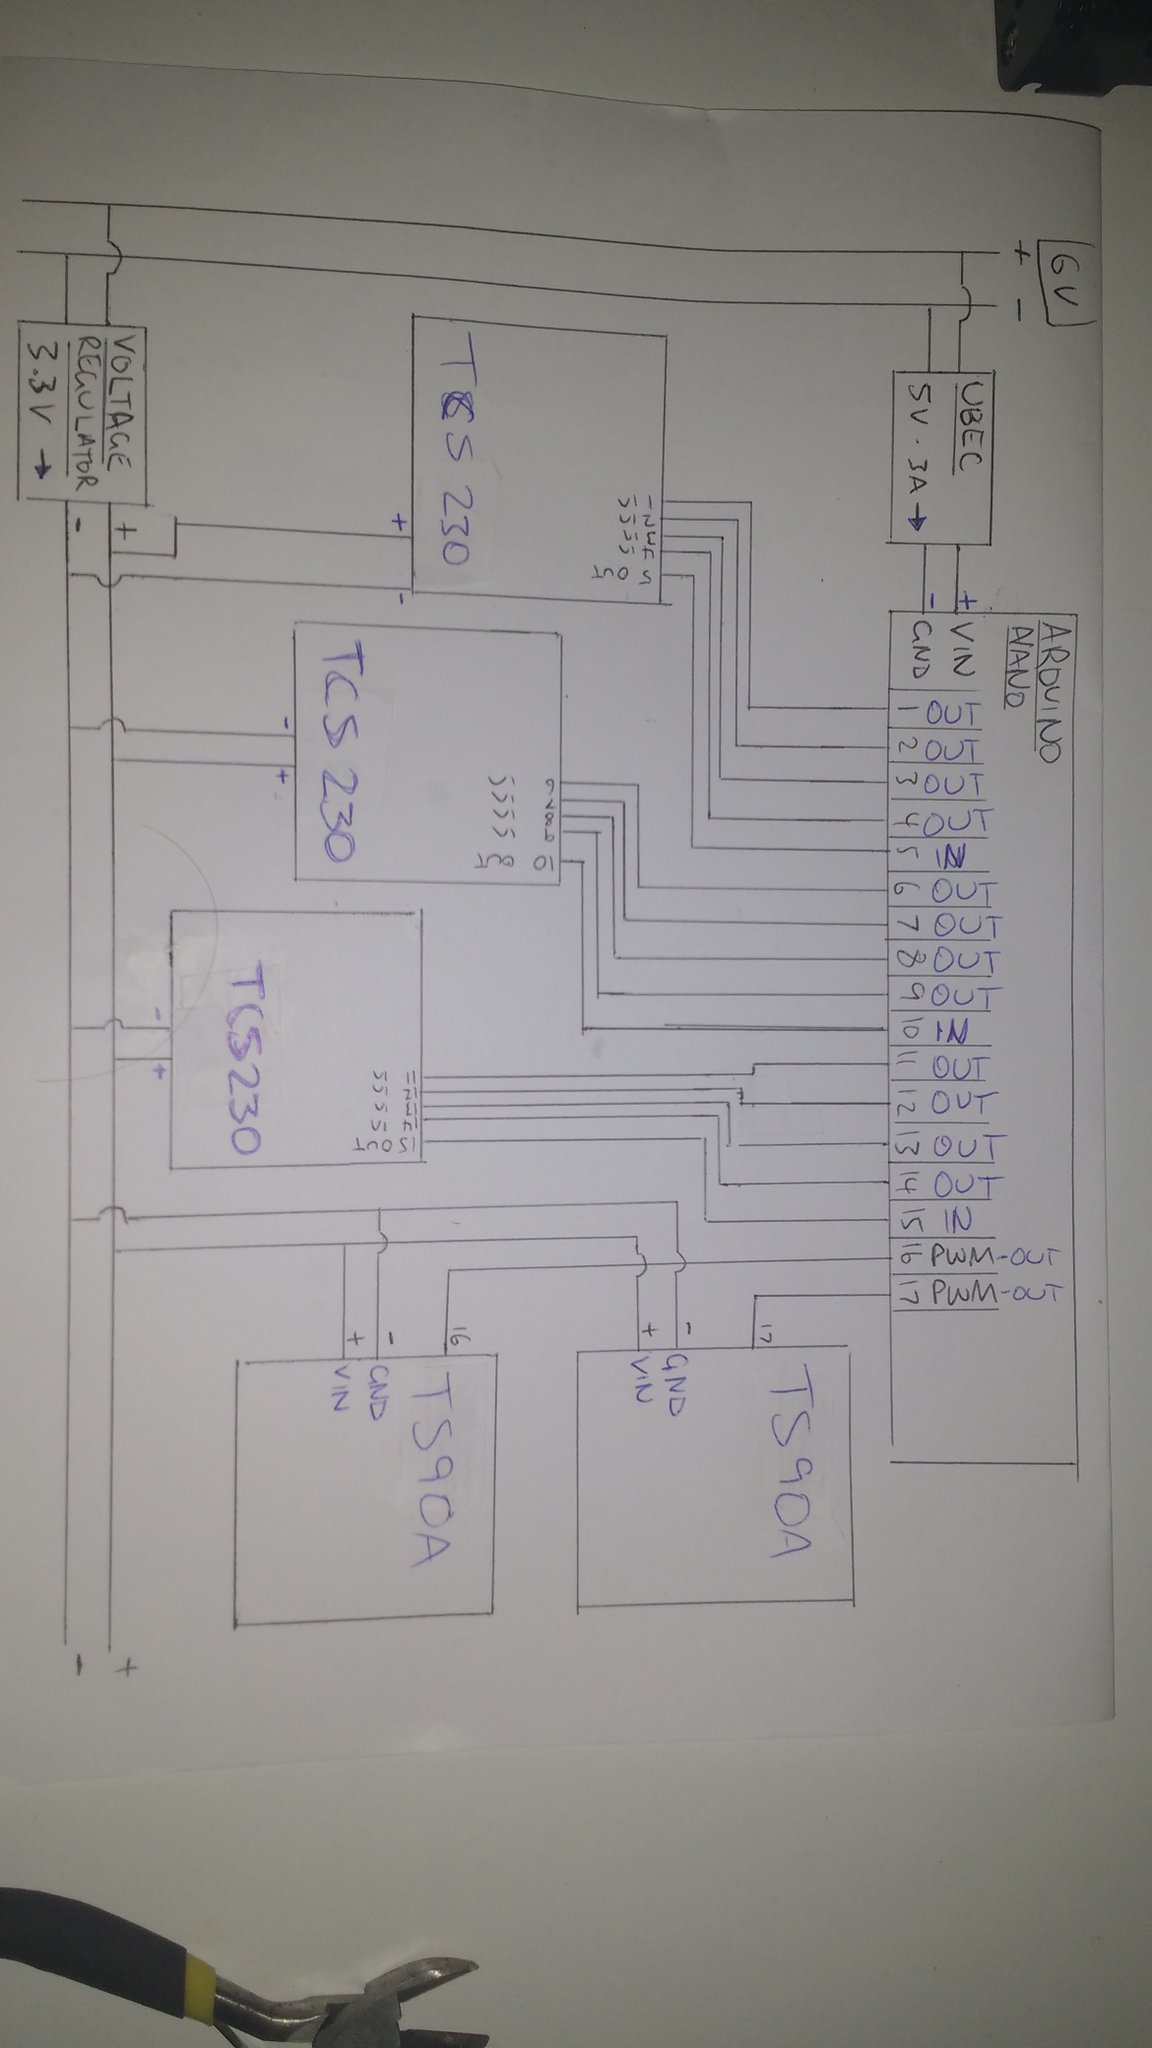 6V
+ -
UBEC
5V . 3A →
+
-
ARDUINO
NANO
VIN
GND
1 OUT
2 OUT
3 OUT
4 OUT
5 IN
6 OUT
7 OUT
8 OUT
9 OUT
10 IN
11 OUT
12 OUT
13 OUT
14 OUT
15 IN
16 PWM-OUT
17 PWM-OUT
TCS 230
+ -
TCS 230
- +
TCS230
- +
17
- GND
+ VIN
TS90A
16
- GND
+ VIN
TS90A
VOLTAGE
REGULATOR
3.3V →
+
-
+
-